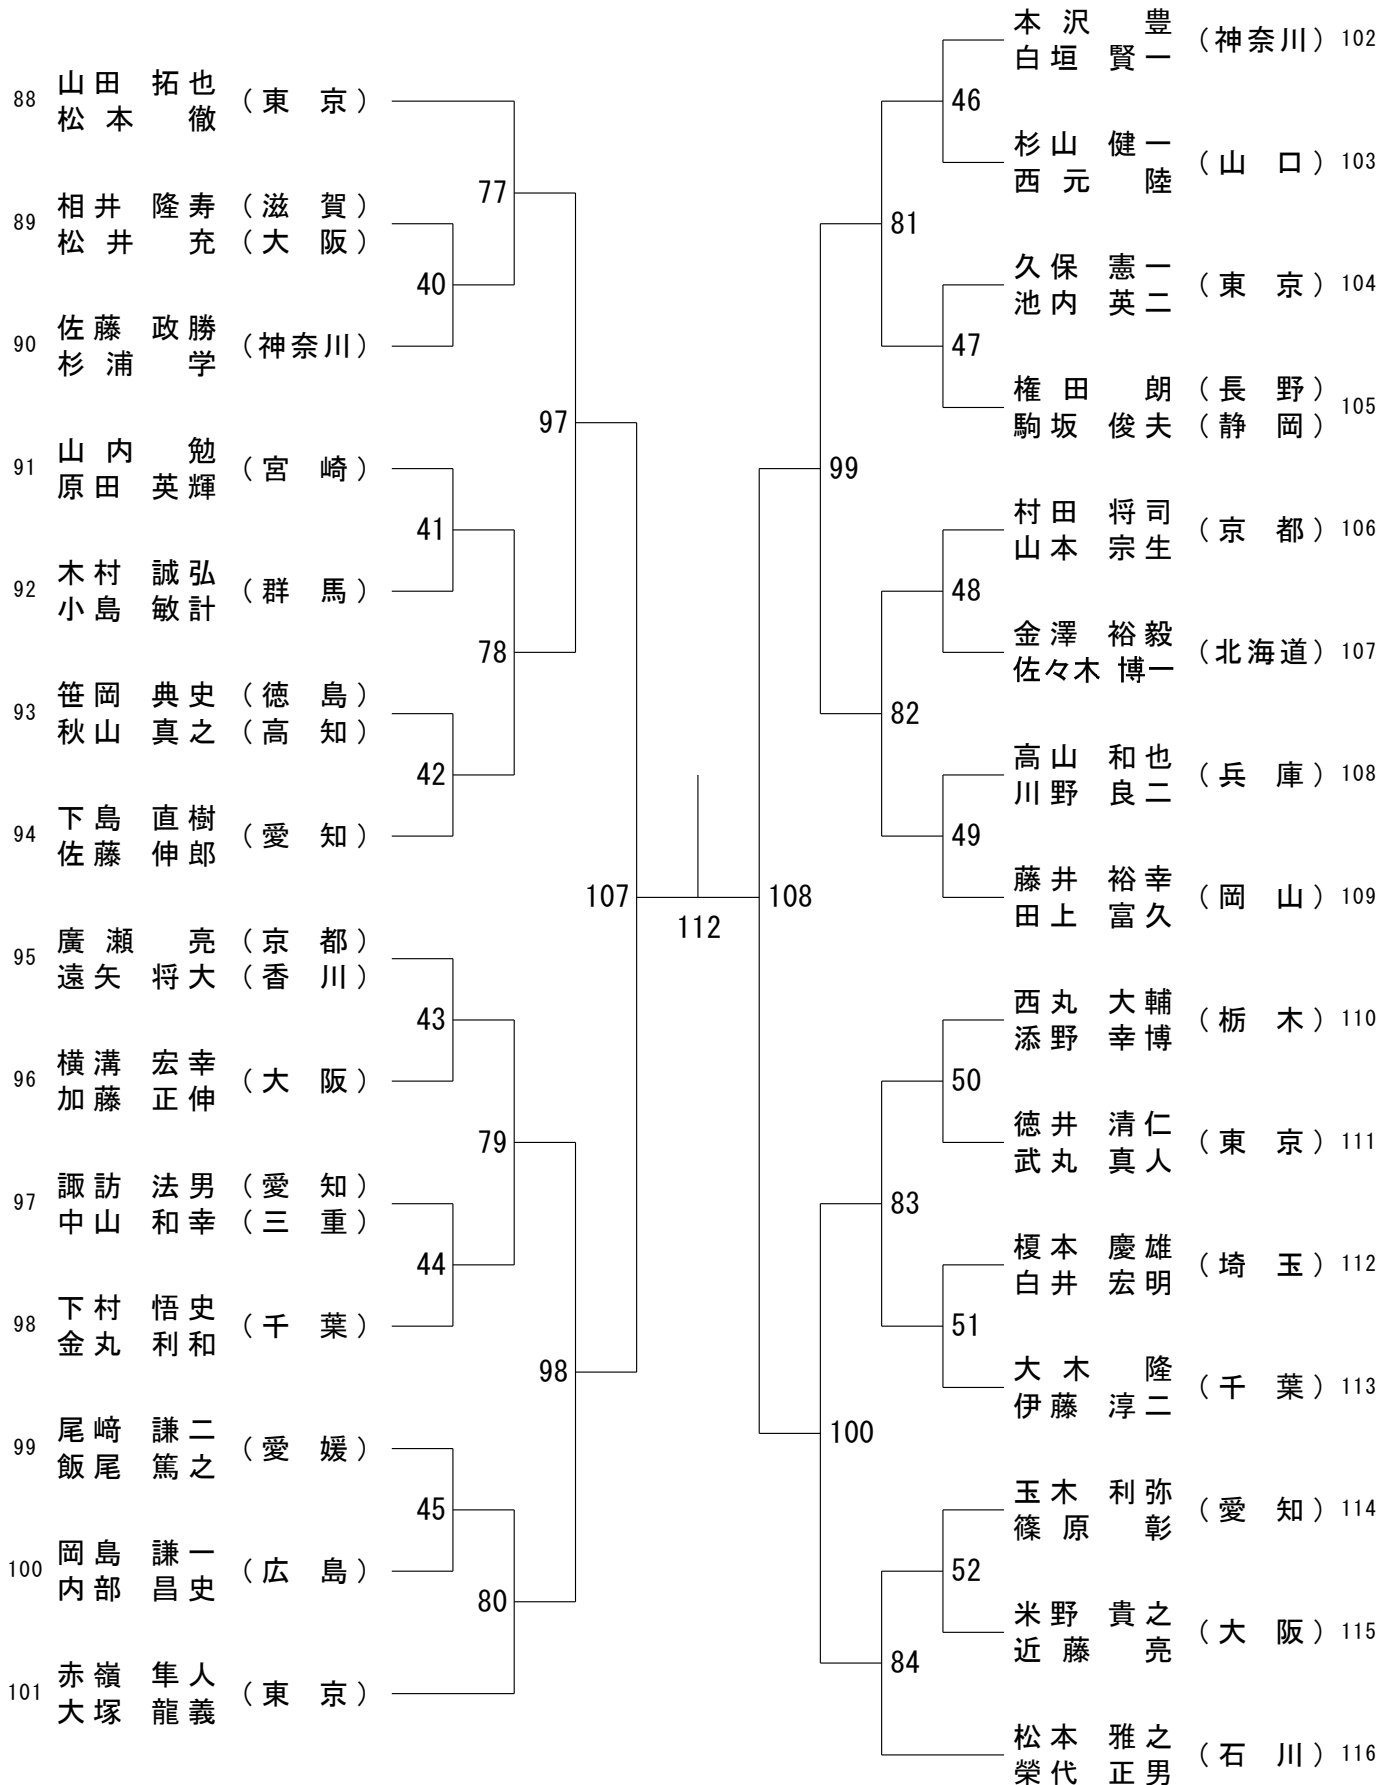 88 山田 拓也 (東 京)
松本 徹
77
89 相井 隆寿 (滋 賀)
松井 充 (大 阪)
40
90 佐藤 政勝 (神奈川)
杉浦 学
97
91 山内 勉 (宮 崎)
原田 英輝
41
92 木村 誠弘 (群 馬)
小島 敏計
78
93 笹岡 典史 (徳 島)
秋山 真之 (高 知)
42
94 下島 直樹 (愛 知)
佐藤 伸郎
107
95 廣瀬 亮 (京 都)
遠矢 将大 (香 川)
43
96 横溝 宏幸 (大 阪)
加藤 正伸
79
97 諏訪 法男 (愛 知)
中山 和幸 (三 重)
44
98 下村 悟史 (千 葉)
金丸 利和
98
99 尾﨑 謙二 (愛 媛)
飯尾 篤之
45
100 岡島 謙一 (広 島)
内部 昌史
80
101 赤嶺 隼人 (東 京)
大塚 龍義
112
本沢 豊 (神奈川) 102
白垣 賢一
46
杉山 健一 (山 口) 103
西元 陸
81
久保 憲一 (東 京) 104
池内 英二
47
権田 朗 (長 野) 105
駒坂 俊夫 (静 岡)
99
村田 将司 (京 都) 106
山本 宗生
48
金澤 裕毅 (北海道) 107
佐々木 博一
82
高山 和也 (兵 庫) 108
川野 良二
49
藤井 裕幸 (岡 山) 109
田上 富久
108
西丸 大輔 (栃 木) 110
添野 幸博
50
徳井 清仁 (東 京) 111
武丸 真人
83
榎本 慶雄 (埼 玉) 112
白井 宏明
51
大木 隆 (千 葉) 113
伊藤 淳二
100
玉木 利弥 (愛 知) 114
篠原 彰
52
米野 貴之 (大 阪) 115
近藤 亮
84
松本 雅之 (石 川) 116
榮代 正男